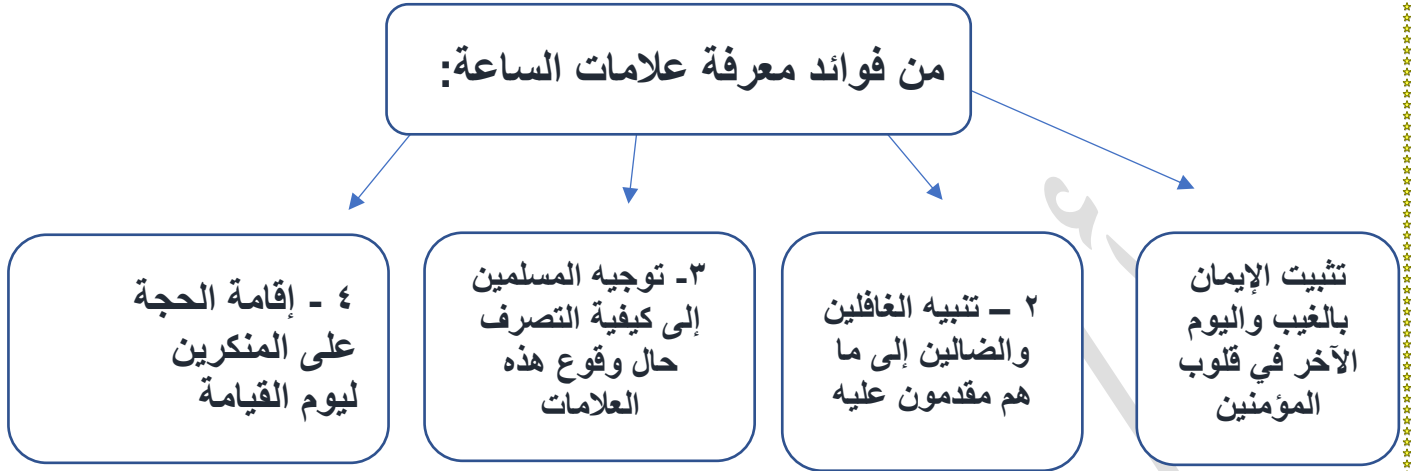 من فوائد معرفة علامات الساعة:
تثبيت الإيمان
بالغيب واليوم
الآخر في قلوب
المؤمنين
٢ – تنبيه الغافلين
والضالين إلى ما
هم مقدمون عليه
٣- توجيه المسلمين
إلى كيفية التصرف
حال وقوع هذه
العلامات
٤ - إقامة الحجة
على المنكرين
ليوم القيامة